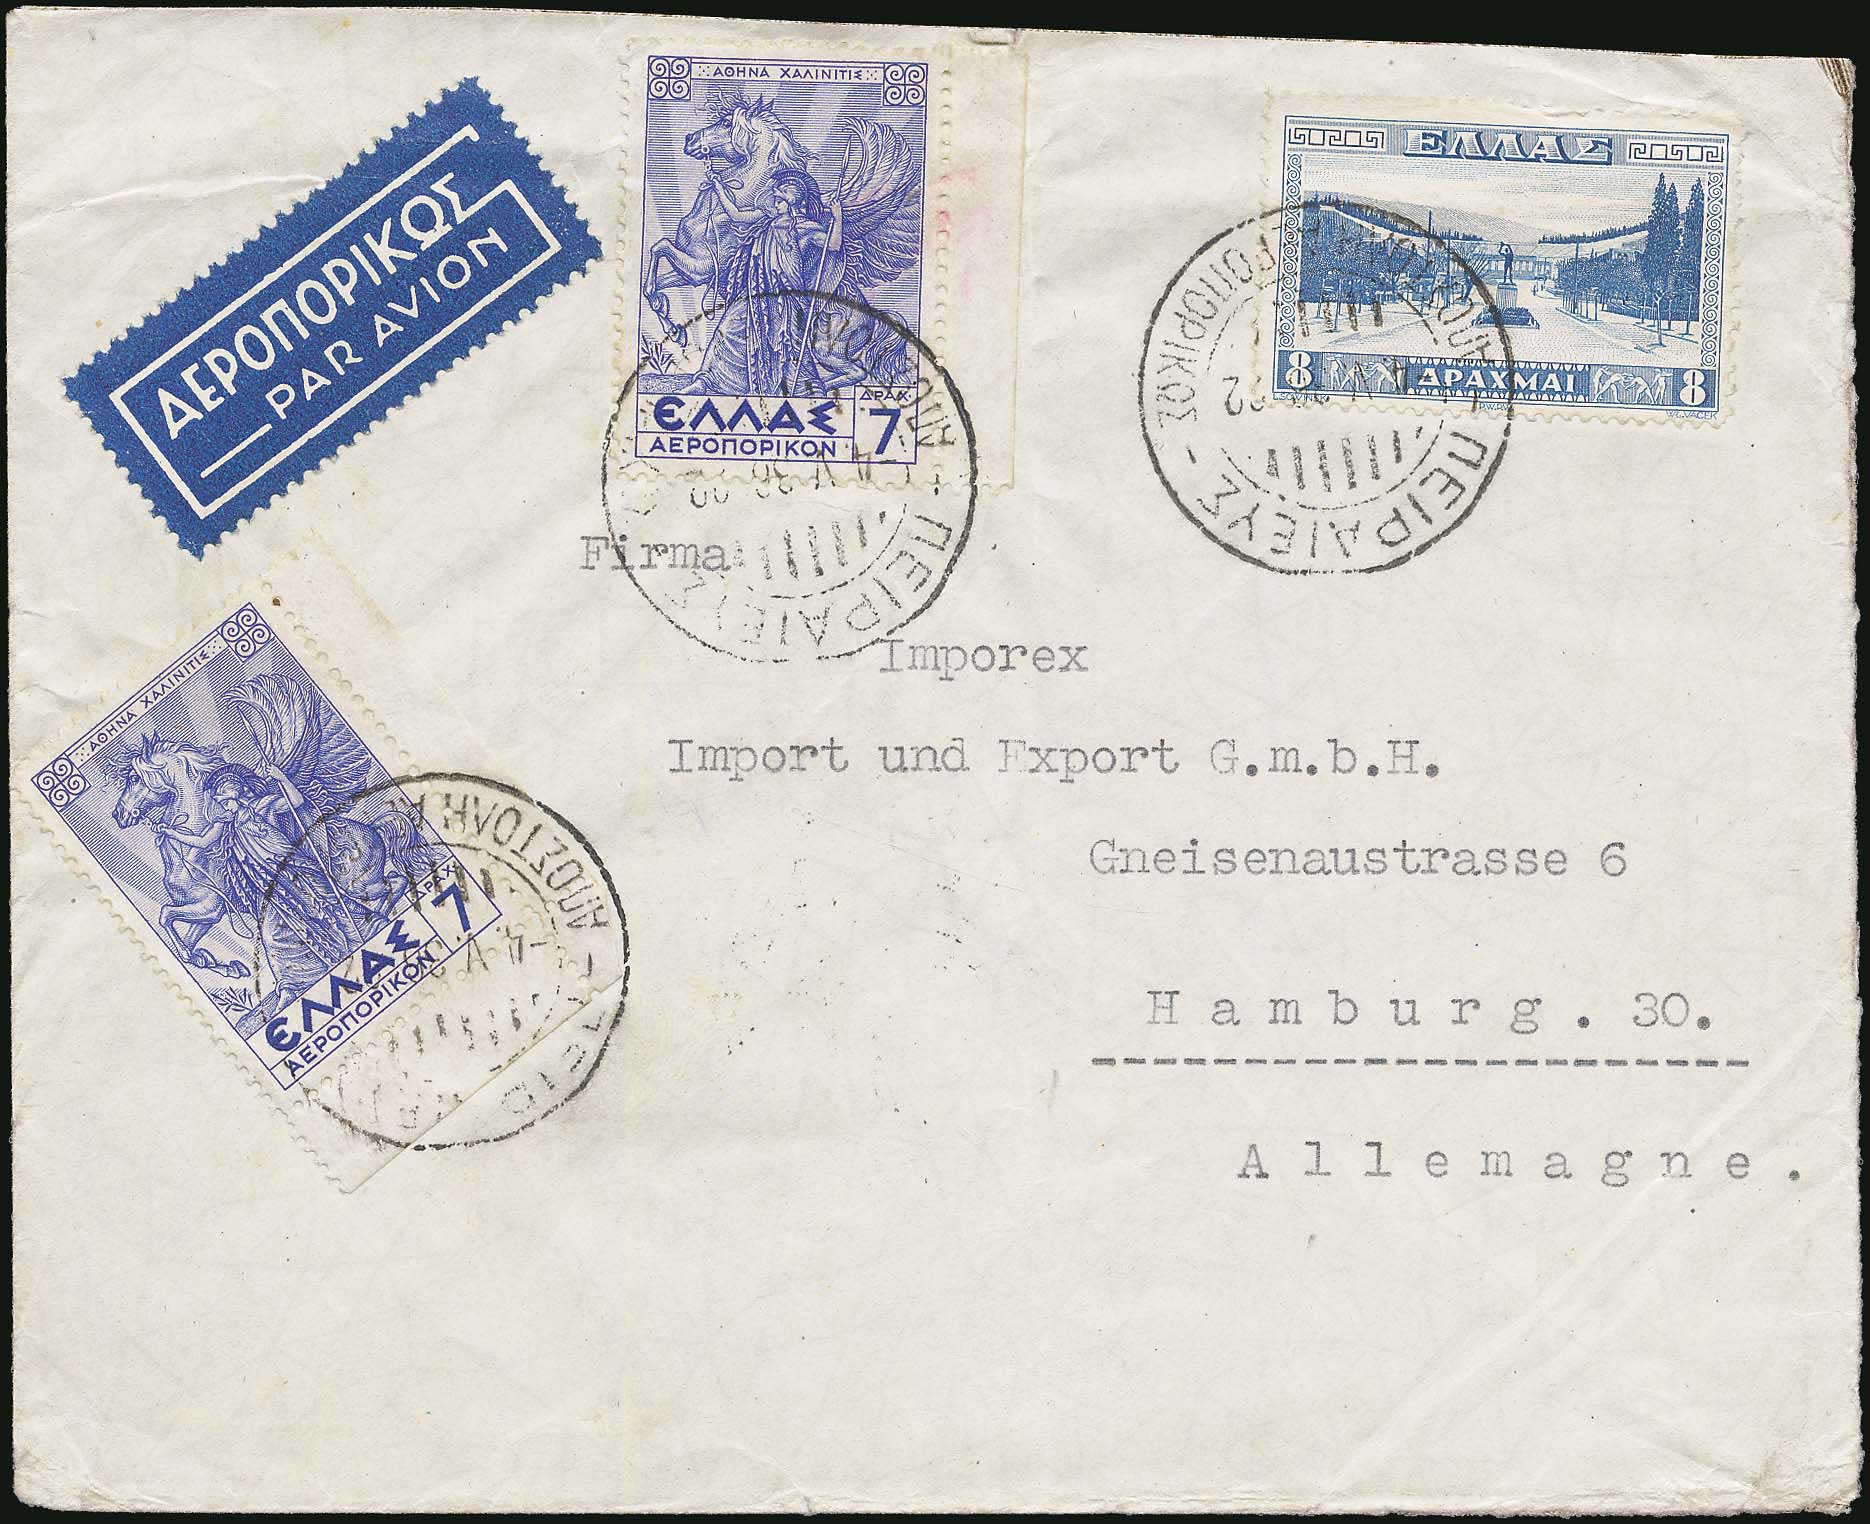 ΑΕΡΟΠΟΡΙΚΩΣ
PAR AVION
ΑΘΗΝΑ ΧΑΛΙΝΙΤΙΣ
ΕΛΛΑΣ
ΑΕΡΟΠΟΡΙΚΟΝ
ΔΡΑΧ.
7
ΕΛΛΑΣ
8 ΔΡΑΧΜΑΙ 8
ΠΕΙΡΑΙΕΥΣ - ΑΕΡΟΠΟΡΙΚΩΣ
ΠΕΙΡΑΙΕΥΣ
ΑΘΗΝΑ ΧΑΛΙΝΙΤΙΣ
ΕΛΛΑΣ
ΑΕΡΟΠΟΡΙΚΟΝ
ΔΡΑΧ.
7
Firma
Imporex
Import und Export G.m.b.H.
Gneisenaustrasse 6
Hamburg. 30.
Allemagne.